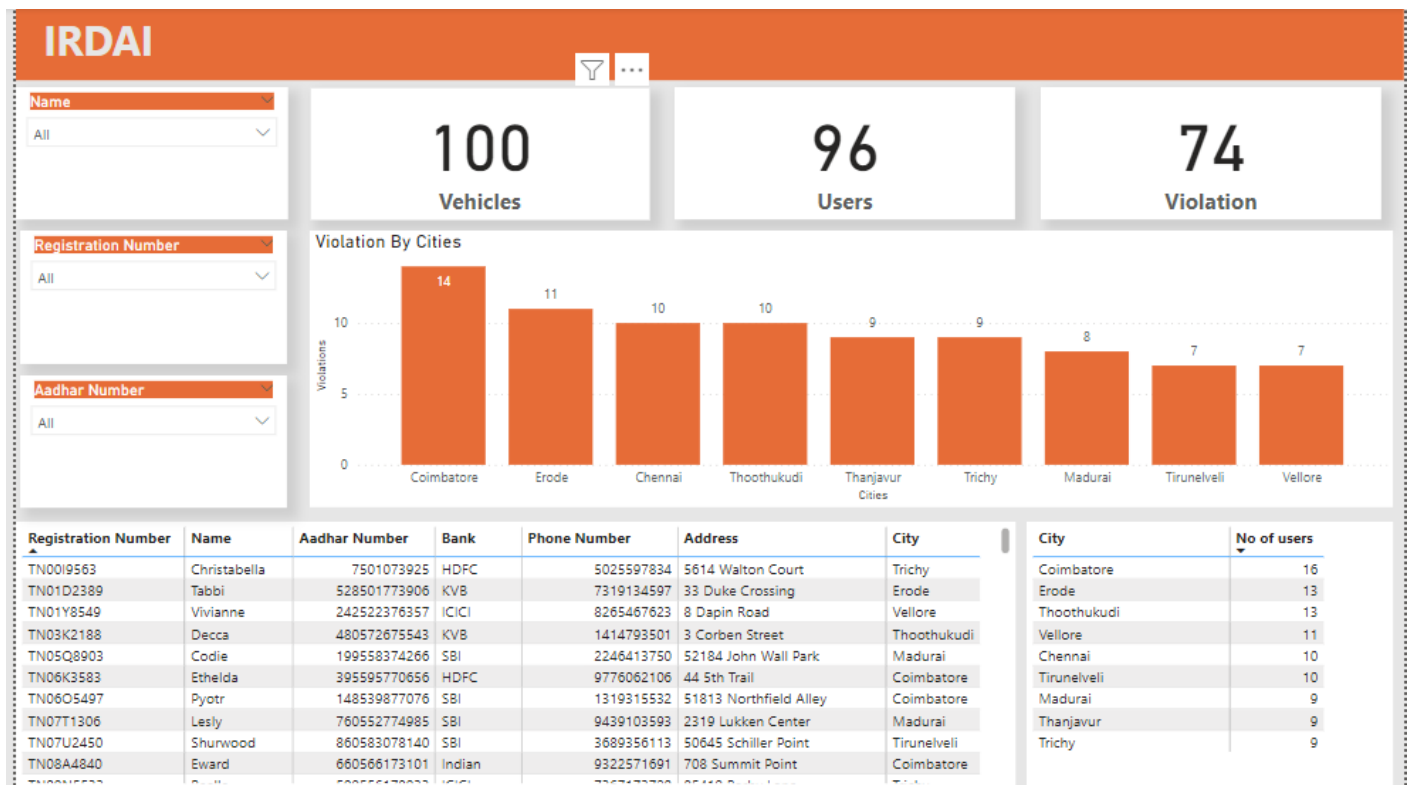 IRDAI
Name
All
100
Vehicles
96
Users
74
Violation
Registration Number
All
Aadhar Number
All
Violation By Cities
14
11
10
10
9
9
8
7
7
10
5
0
Violations
Coimbatore Erode Chennai Thoothukudi Thanjavur Trichy Madurai Tirunelveli Vellore
Cities
Registration Number Name Aadhar Number Bank Phone Number Address City
TN00I9563 Christabella 7501073925 HDFC 5025597834 5614 Walton Court Trichy
TN01D2389 Tabbi 528501773906 KVB 7319134597 33 Duke Crossing Erode
TN01Y8549 Vivianne 242522376357 ICICI 8265467623 8 Dapin Road Vellore
TN03K2188 Decca 480572675543 KVB 1414793501 3 Corben Street Thoothukudi
TN05Q8903 Codie 199558374266 SBI 2246413750 52184 John Wall Park Madurai
TN06K3583 Ethelda 395595770656 HDFC 9776062106 44 5th Trail Coimbatore
TN06O5497 Pyotr 148539877076 SBI 1319315532 51813 Northfield Alley Coimbatore
TN07T1306 Lesly 760552774985 SBI 9439103593 2319 Lukken Center Madurai
TN07U2450 Shurwood 860583078140 SBI 3689356113 50645 Schiller Point Tirunelveli
TN08A4840 Eward 660566173101 Indian 9322571691 708 Summit Point Coimbatore
City No of users
Coimbatore 16
Erode 13
Thoothukudi 13
Vellore 11
Chennai 10
Tirunelveli 10
Madurai 9
Thanjavur 9
Trichy 9